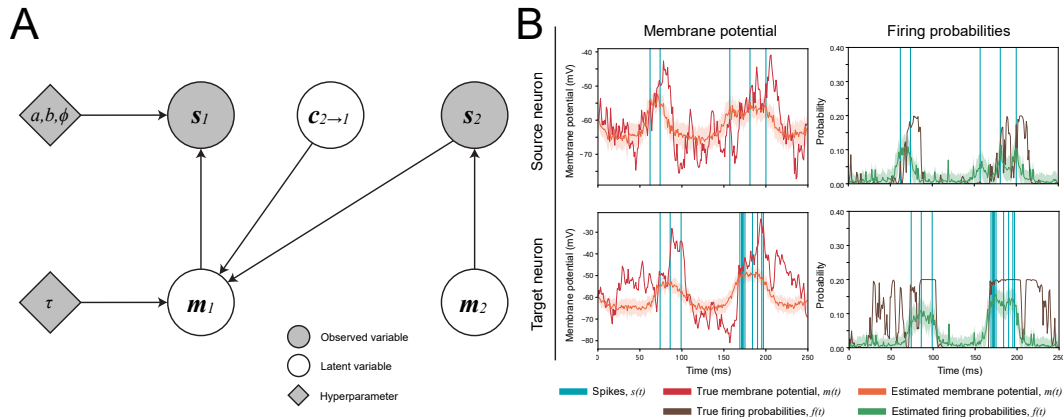 A
a,b,ϕ
s1
c2→1
s2
τ
m1
m2
Observed variable
Latent variable
Hyperparameter
B
Membrane potential
Firing probabilities
Source neuron
Membrane potential (mV)
-40
-50
-60
-70
Probability
0.40
0.30
0.20
0.10
0.00
Target neuron
Membrane potential (mV)
-30
-40
-50
-60
-70
-80
0
50
100
150
200
250
Time (ms)
Probability
0.40
0.30
0.20
0.10
0.00
0
50
100
150
200
250
Time (ms)
Spikes, s(t)
True membrane potential, m(t)
Estimated membrane potential, m(t)
True firing probabilities, f(t)
Estimated firing probabilities, f(t)